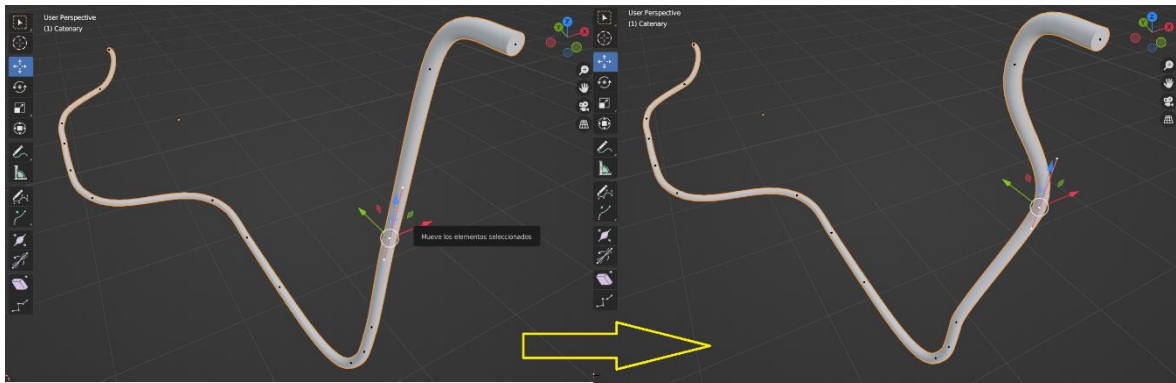 User Perspective
(1) Catenary
Z
Y
X
Mueve los elementos seleccionados
User Perspective
(1) Catenary
Z
Y
X